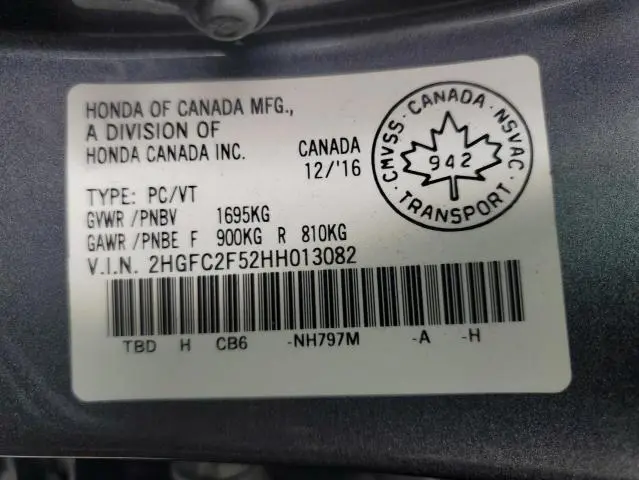 HONDA OF CANADA MFG.,
A DIVISION OF
HONDA CANADA INC.
CANADA
12/'16
CMVSS · CANADA · NSVAC
942
TRANSPORT
TYPE: PC/VT
GVWR /PNBV 1695KG
GAWR /PNBE F 900KG R 810KG
V.I.N. 2HGFC2F52HH013082
TBD H CB6 -NH797M -A -H